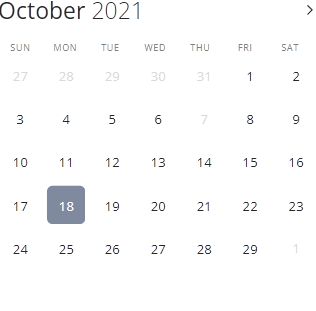 October 2021
SUN MON TUE WED THU FRI SAT
27 28 29 30 31 1 2
3 4 5 6 7 8 9
10 11 12 13 14 15 16
17 18 19 20 21 22 23
24 25 26 27 28 29 1